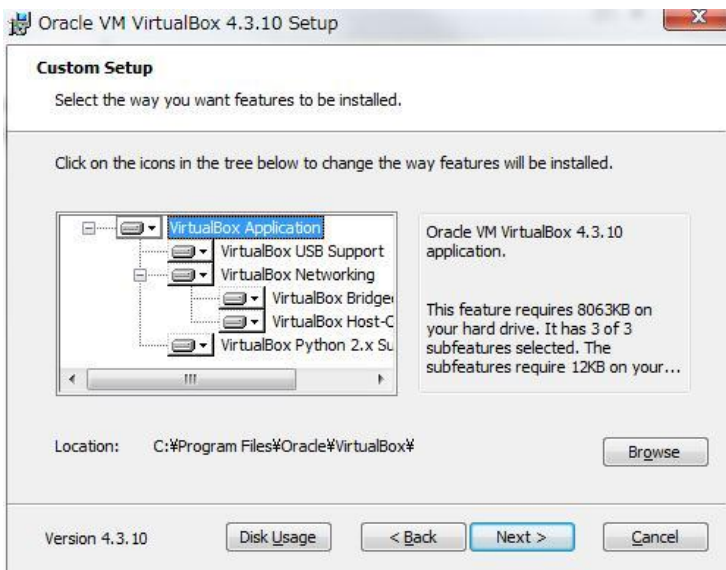 Oracle VM VirtualBox 4.3.10 Setup
Custom Setup
Select the way you want features to be installed.
Click on the icons in the tree below to change the way features will be installed.
VirtualBox Application
VirtualBox USB Support
VirtualBox Networking
VirtualBox Bridge
VirtualBox Host-C
VirtualBox Python 2.x Su
Oracle VM VirtualBox 4.3.10
application.
This feature requires 8063KB on
your hard drive. It has 3 of 3
subfeatures selected. The
subfeatures require 12KB on your...
Location: C:¥Program Files¥Oracle¥VirtualBox¥
Browse
Version 4.3.10
Disk Usage
< Back
Next >
Cancel